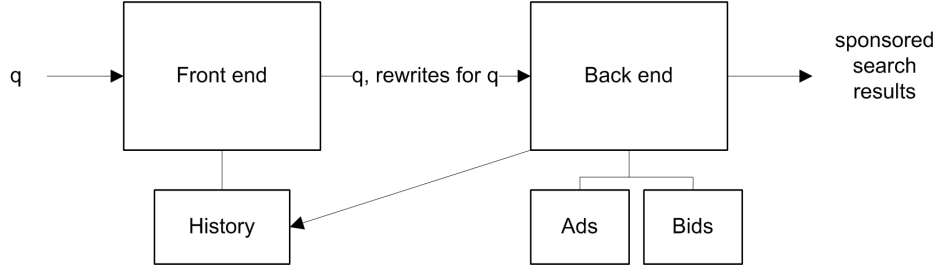 q
Front end
q, rewrites for q
Back end
sponsored
search
results
History
Ads
Bids